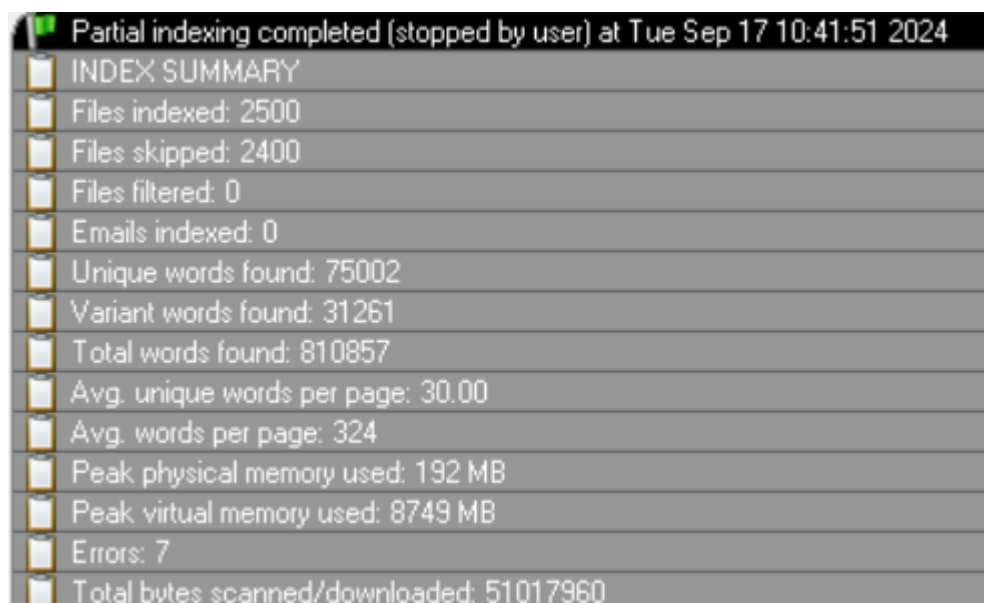 Partial indexing completed (stopped by user) at Tue Sep 17 10:41:51 2024
INDEX SUMMARY
Files indexed: 2500
Files skipped: 2400
Files filtered: 0
Emails indexed: 0
Unique words found: 75002
Variant words found: 31261
Total words found: 810857
Avg. unique words per page: 30.00
Avg. words per page: 324
Peak physical memory used: 192 MB
Peak virtual memory used: 8749 MB
Errors: 7
Total bytes scanned/downloaded: 51017960